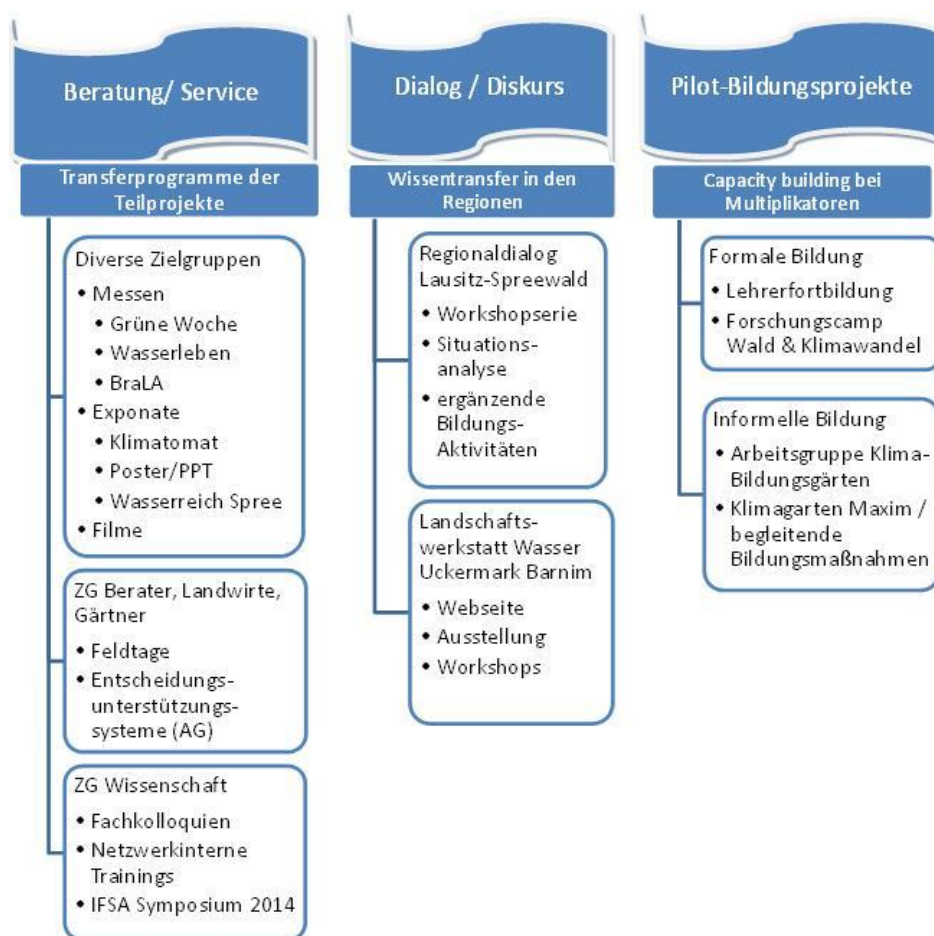 Beratung/ Service
Transferprogramme der
Teilprojekte
Diverse Zielgruppen
• Messen
• Grüne Woche
• Wasserleben
• BraLA
• Exponate
• Klimatomat
• Poster/PPT
• Wasserreich Spree
• Filme
ZG Berater, Landwirte,
Gärtner
• Feldtage
• Entscheidungs-
unterstützungs-
systeme (AG)
ZG Wissenschaft
• Fachkolloquien
• Netzwerkinterne
Trainings
• IFSA Symposium 2014
Dialog / Diskurs
Wissentransfer in den
Regionen
Regionaldialog
Lausitz-Spreewald
• Workshopserie
• Situations-
analyse
• ergänzende
Bildungs-
Aktivitäten
Landschafts-
werkstatt Wasser
Uckermark Barnim
• Webseite
• Ausstellung
• Workshops
Pilot-Bildungsprojekte
Capacity building bei
Multiplikatoren
Formale Bildung
• Lehrerfortbildung
• Forschungscamp
Wald & Klimawandel
Informelle Bildung
• Arbeitsgruppe Klima-
Bildungsgärten
• Klimagarten Maxim /
begleitende
Bildungsmaßnahmen